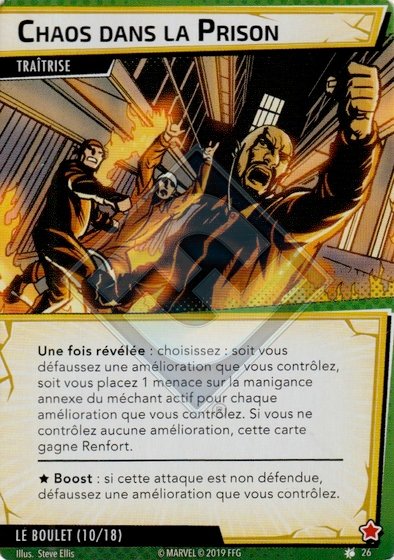 CHAOS DANS LA PRISON
TRAÎTRISE
Une fois révélée : choisissez : soit vous
défaussez une amélioration que vous contrôlez,
soit vous placez 1 menace sur la manigance
annexe du méchant actif pour chaque
amélioration que vous contrôlez. Si vous ne
contrôlez aucune amélioration, cette carte
gagne Renfort.
★ Boost : si cette attaque est non défendue,
défaussez une amélioration que vous contrôlez.
LE BOULET (10/18)
Illus. Steve Ellis
© MARVEL © 2019 FFG
26